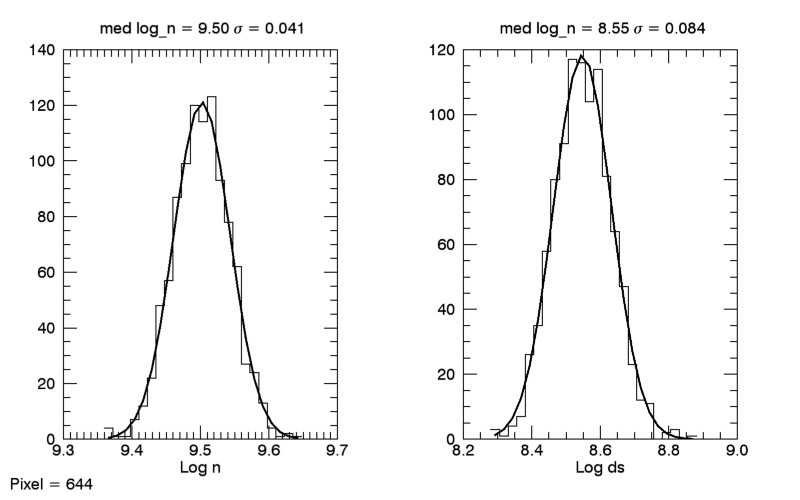 med log_n = 9.50 σ = 0.041
140
120
100
80
60
40
20
0
9.3 9.4 9.5 9.6 9.7
Log n
med log_n = 8.55 σ = 0.084
120
100
80
60
40
20
0
8.2 8.4 8.6 8.8 9.0
Log ds
Pixel = 644